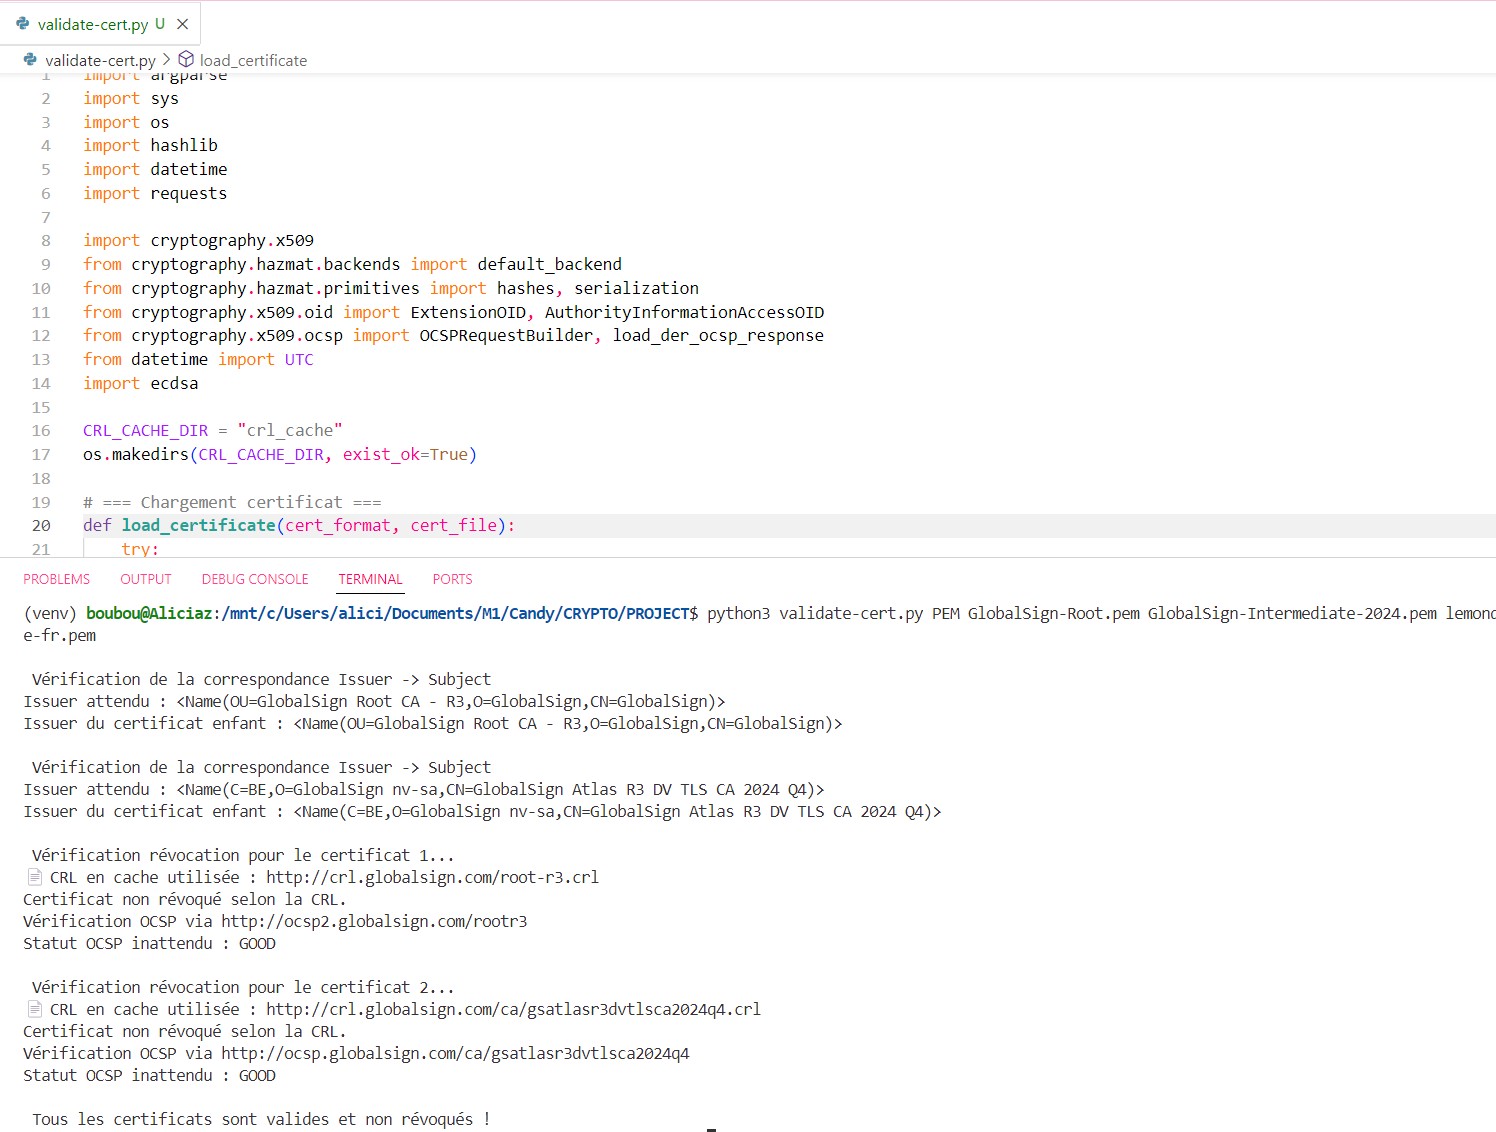 validate-cert.py U
validate-cert.py > load_certificate
1 import argparse
2 import sys
3 import os
4 import hashlib
5 import datetime
6 import requests
7
8 import cryptography.x509
9 from cryptography.hazmat.backends import default_backend
10 from cryptography.hazmat.primitives import hashes, serialization
11 from cryptography.x509.oid import ExtensionOID, AuthorityInformationAccessOID
12 from cryptography.x509.ocsp import OCSPRequestBuilder, load_der_ocsp_response
13 from datetime import UTC
14 import ecdsa
15
16 CRL_CACHE_DIR = "crl_cache"
17 os.makedirs(CRL_CACHE_DIR, exist_ok=True)
18
19 # === Chargement certificat ===
20 def load_certificate(cert_format, cert_file):
21 try:
PROBLEMS OUTPUT DEBUG CONSOLE TERMINAL PORTS
(venv) boubou@Aliciaz:/mnt/c/Users/alici/Documents/M1/Candy/CRYPTO/PROJECT$ python3 validate-cert.py PEM GlobalSign-Root.pem GlobalSign-Intermediate-2024.pem lemond
e-fr.pem
Vérification de la correspondance Issuer -> Subject
Issuer attendu : <Name(OU=GlobalSign Root CA - R3,O=GlobalSign,CN=GlobalSign)>
Issuer du certificat enfant : <Name(OU=GlobalSign Root CA - R3,O=GlobalSign,CN=GlobalSign)>
Vérification de la correspondance Issuer -> Subject
Issuer attendu : <Name(C=BE,O=GlobalSign nv-sa,CN=GlobalSign Atlas R3 DV TLS CA 2024 Q4)>
Issuer du certificat enfant : <Name(C=BE,O=GlobalSign nv-sa,CN=GlobalSign Atlas R3 DV TLS CA 2024 Q4)>
Vérification révocation pour le certificat 1...
CRL en cache utilisée : http://crl.globalsign.com/root-r3.crl
Certificat non révoqué selon la CRL.
Vérification OCSP via http://ocsp2.globalsign.com/rootr3
Statut OCSP inattendu : GOOD
Vérification révocation pour le certificat 2...
CRL en cache utilisée : http://crl.globalsign.com/ca/gsatlasr3dvtlsca2024q4.crl
Certificat non révoqué selon la CRL.
Vérification OCSP via http://ocsp.globalsign.com/ca/gsatlasr3dvtlsca2024q4
Statut OCSP inattendu : GOOD
Tous les certificats sont valides et non révoqués !